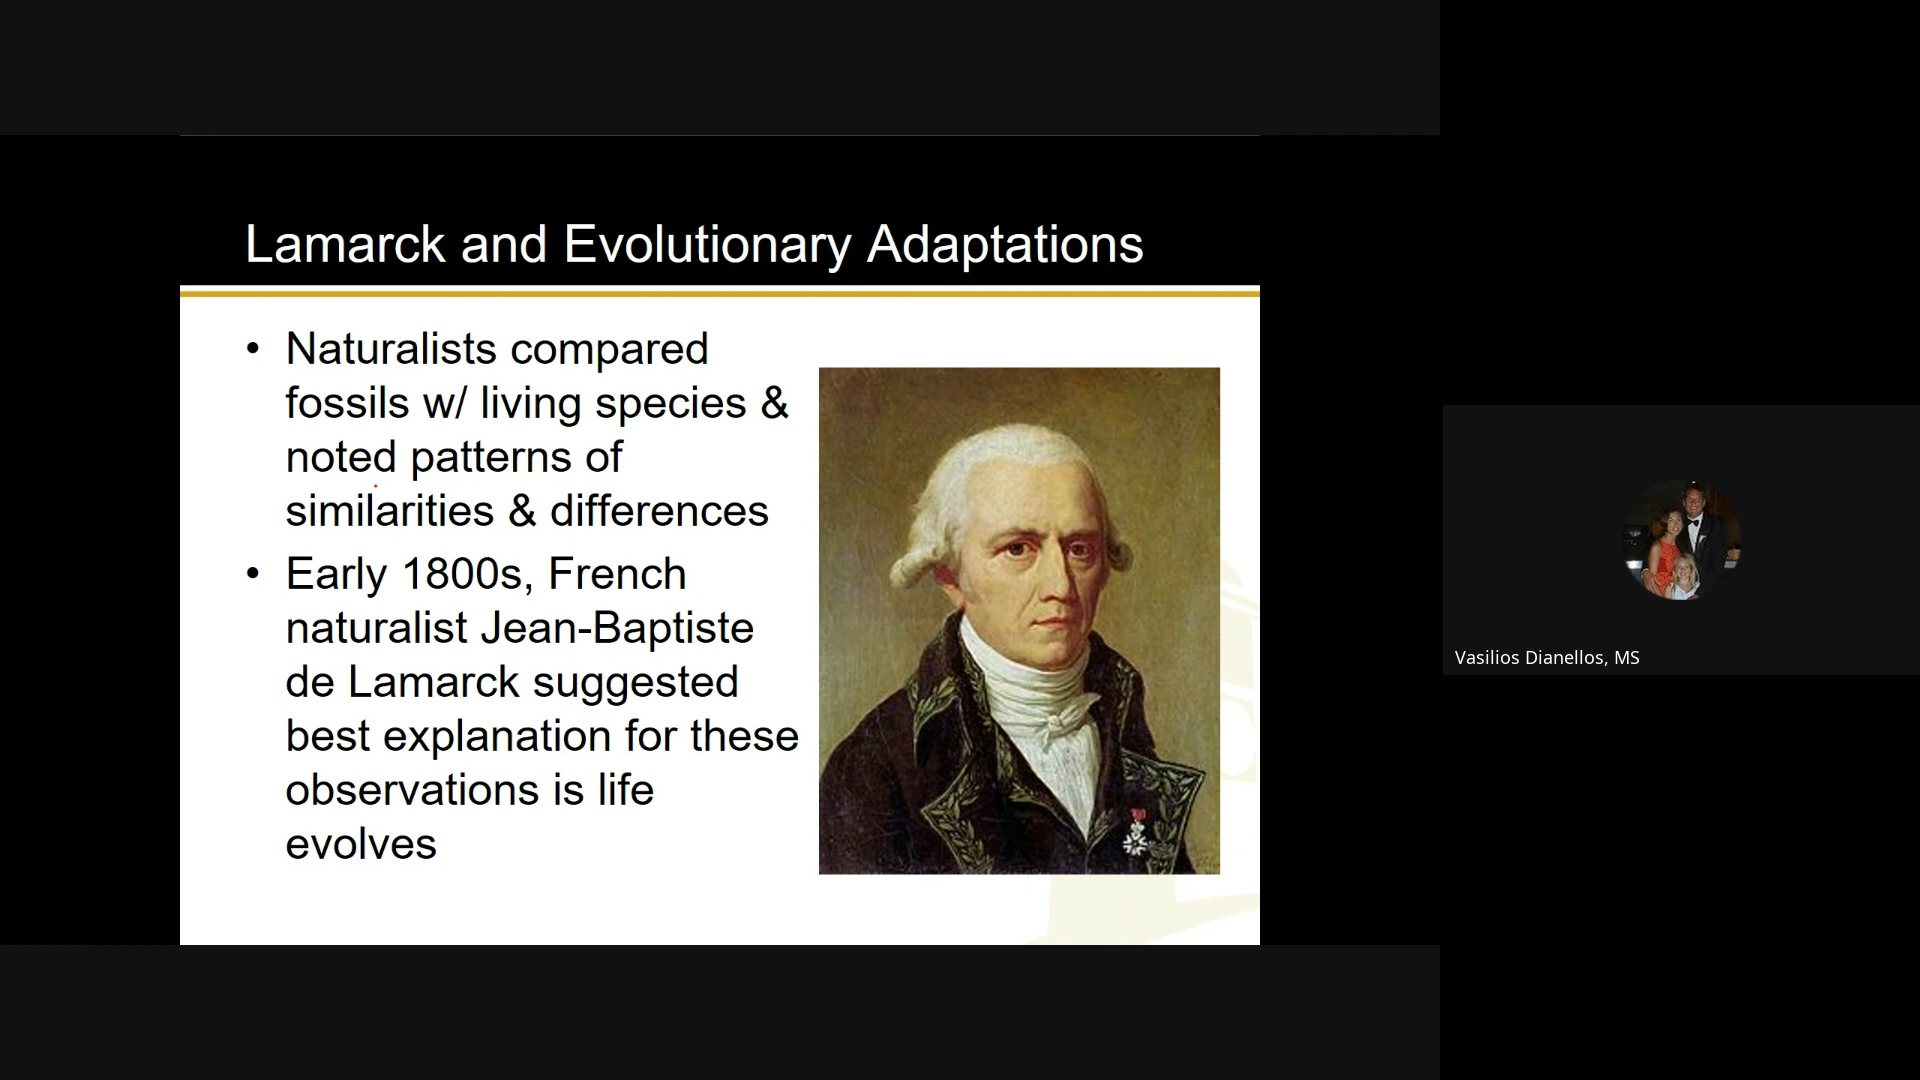 Lamarck and Evolutionary Adaptations
• Naturalists compared
fossils w/ living species &
noted patterns of
similarities & differences
• Early 1800s, French
naturalist Jean-Baptiste
de Lamarck suggested
best explanation for these
observations is life
evolves
Vasilios Dianellos, MS